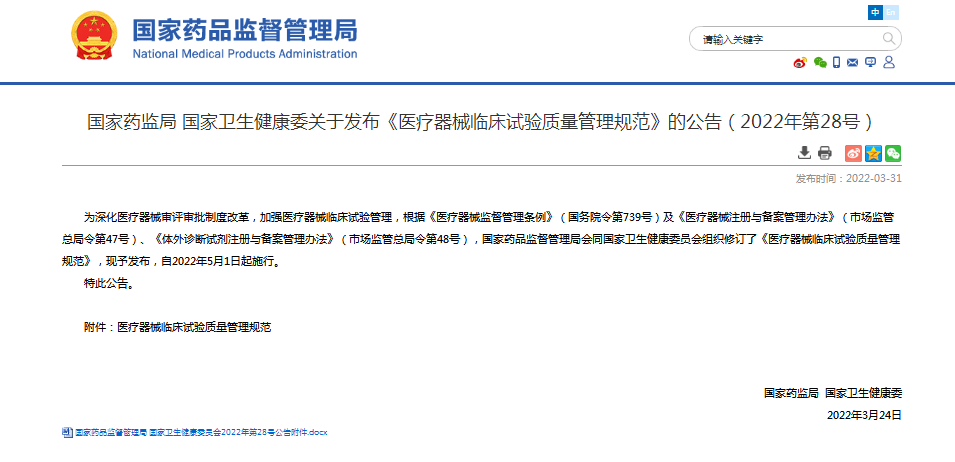 中 En
国家药品监督管理局
National Medical Products Administration
请输入关键字
国家药监局 国家卫生健康委关于发布《医疗器械临床试验质量管理规范》的公告（2022年第28号）
发布时间：2022-03-31
为深化医疗器械审评审批制度改革，加强医疗器械临床试验管理，根据《医疗器械监督管理条例》（国务院令第739号）及《医疗器械注册与备案管理办法》（市场监管
总局令第47号）、《体外诊断试剂注册与备案管理办法》（市场监管总局令第48号），国家药品监督管理局会同国家卫生健康委员会组织修订了《医疗器械临床试验质量管理
规范》，现予发布，自2022年5月1日起施行。
特此公告。
附件：医疗器械临床试验质量管理规范
国家药监局 国家卫生健康委
2022年3月24日
国家药品监督管理局 国家卫生健康委员会2022年第28号公告附件.docx